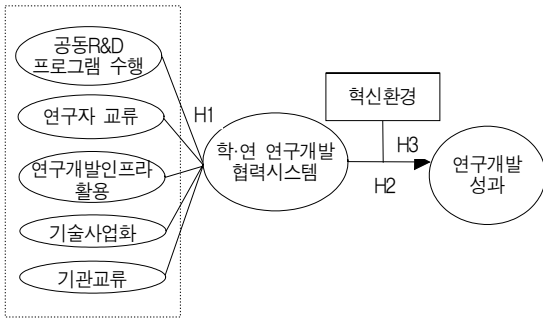 공동R&D
프로그램 수행
연구자 교류
연구개발인프라
활용
기술사업화
기관교류
H1
학·연 연구개발
협력시스템
혁신환경
H3
H2
연구개발
성과